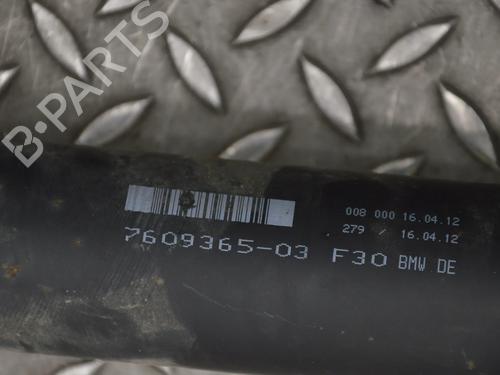 B-PARTS
008 000 16.04.12
279 / 16.04.12
7609365-03 F30 BMW DE